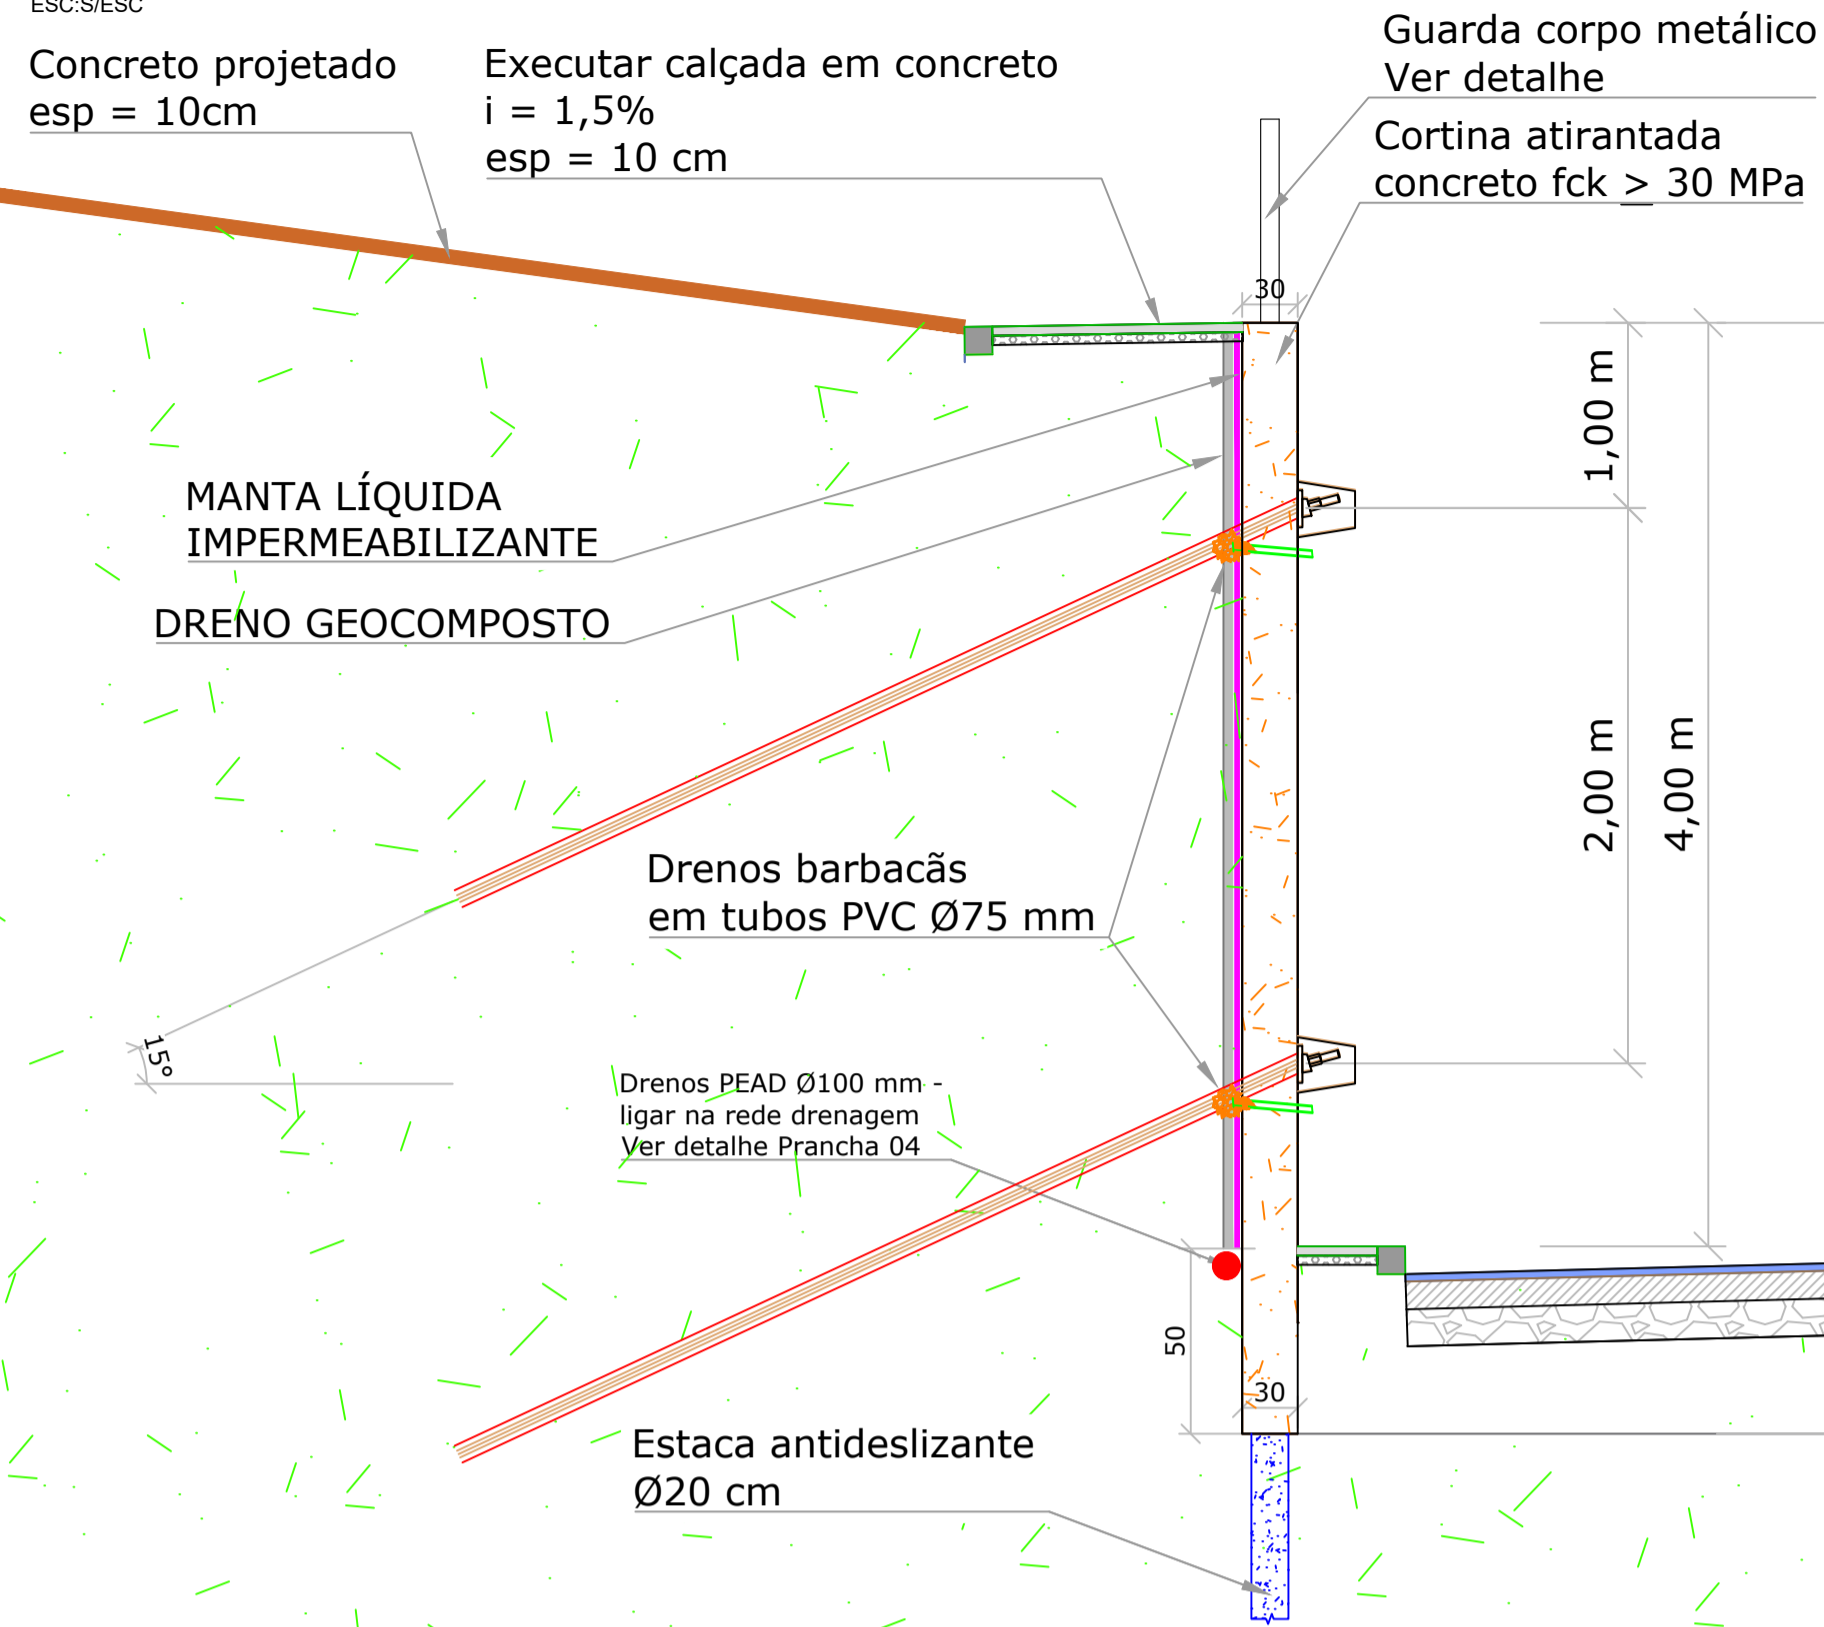 ESC:S/ESC
Concreto projetado
esp = 10cm
Executar calçada em concreto
i = 1,5%
esp = 10 cm
Guarda corpo metálico
Ver detalhe
Cortina atirantada
concreto fck ≥ 30 MPa
30
1,00 m
MANTA LÍQUIDA
IMPERMEABILIZANTE
DRENO GEOCOMPOSTO
2,00 m
4,00 m
Drenos barbacãs
em tubos PVC Ø75 mm
15°
Drenos PEAD Ø100 mm -
ligar na rede drenagem
Ver detalhe Prancha 04
50
30
Estaca antideslizante
Ø20 cm